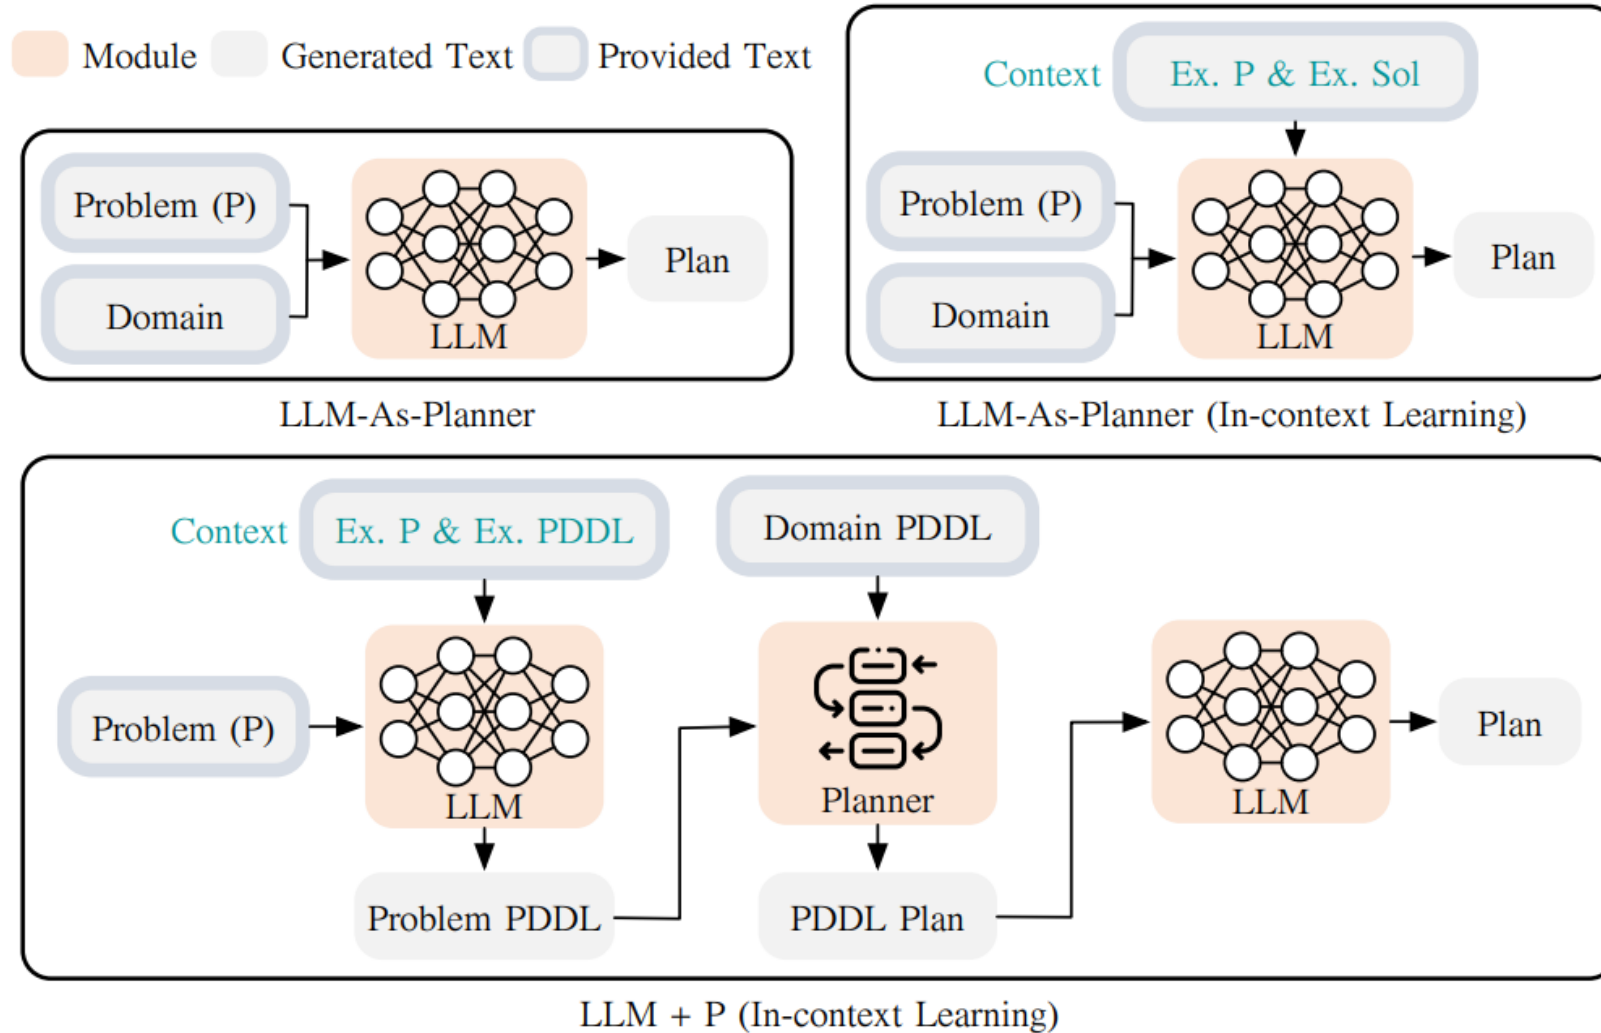 Module
Generated Text
Provided Text
Problem (P)
Domain
LLM
Plan
LLM-As-Planner
Context
Ex. P & Ex. Sol
Problem (P)
Domain
LLM
Plan
LLM-As-Planner (In-context Learning)
Context
Ex. P & Ex. PDDL
Domain PDDL
Problem (P)
LLM
Planner
LLM
Plan
Problem PDDL
PDDL Plan
LLM + P (In-context Learning)